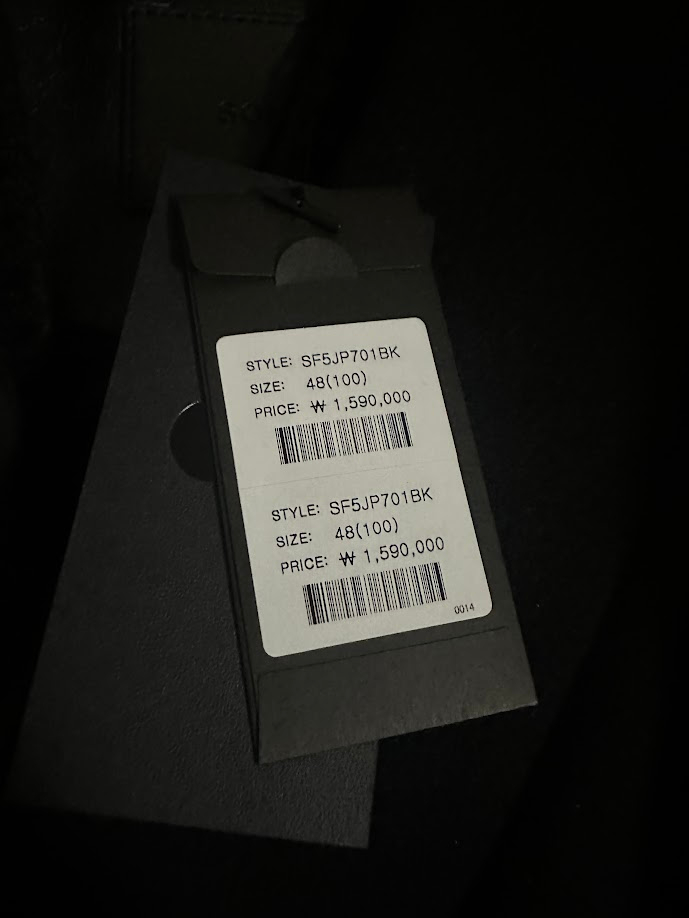 STYLE: SF5JP701BK
SIZE: 48(100)
PRICE: ₩ 1,590,000
STYLE: SF5JP701BK
SIZE: 48(100)
PRICE: ₩ 1,590,000
0014